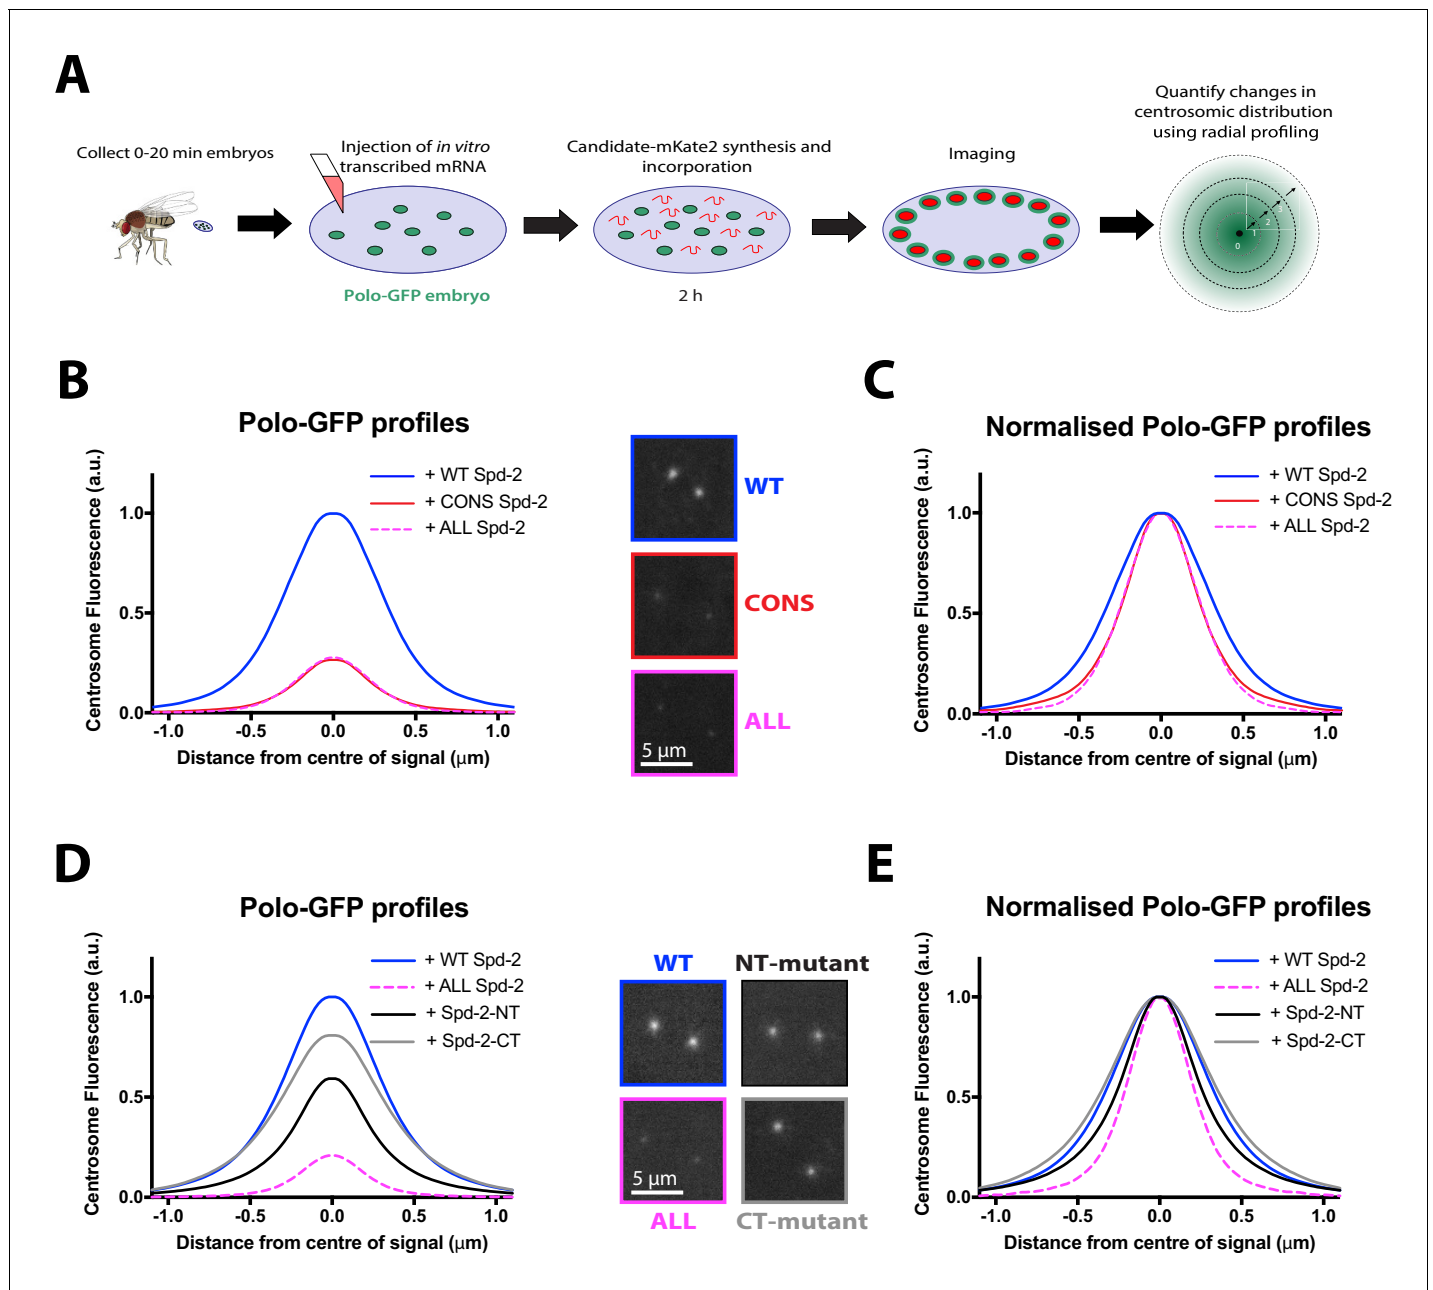 A
Collect 0-20 min embryos
Injection of in vitro
transcribed mRNA
Polo-GFP embryo
Candidate-mKate2 synthesis and
incorporation
2 h
Imaging
Quantify changes in
centrosomic distribution
using radial profiling
0
1
2
3
B
Polo-GFP profiles
Centrosome Fluorescence (a.u.)
+ WT Spd-2
+ CONS Spd-2
+ ALL Spd-2
1.0
0.5
0.0
-1.0 -0.5 0.0 0.5 1.0
Distance from centre of signal (μm)
WT
CONS
ALL
5 μm
C
Normalised Polo-GFP profiles
Centrosome Fluorescence (a.u.)
+ WT Spd-2
+ CONS Spd-2
+ ALL Spd-2
1.0
0.5
0.0
-1.0 -0.5 0.0 0.5 1.0
Distance from centre of signal (μm)
D
Polo-GFP profiles
Centrosome Fluorescence (a.u.)
+ WT Spd-2
+ ALL Spd-2
+ Spd-2-NT
+ Spd-2-CT
1.0
0.5
0.0
-1.0 -0.5 0.0 0.5 1.0
Distance from centre of signal (μm)
WT NT-mutant
5 μm
ALL CT-mutant
E
Normalised Polo-GFP profiles
Centrosome Fluorescence (a.u.)
+ WT Spd-2
+ ALL Spd-2
+ Spd-2-NT
+ Spd-2-CT
1.0
0.5
0.0
-1.0 -0.5 0.0 0.5 1.0
Distance from centre of signal (μm)